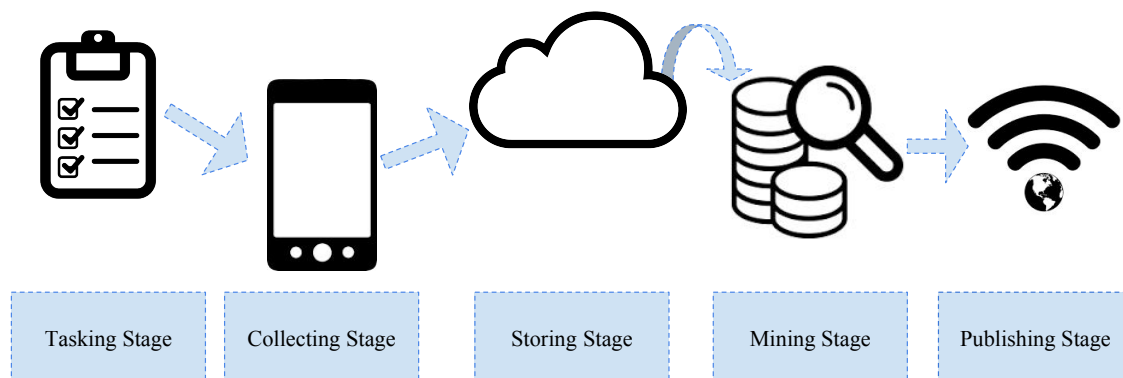 Tasking Stage
Collecting Stage
Storing Stage
Mining Stage
Publishing Stage